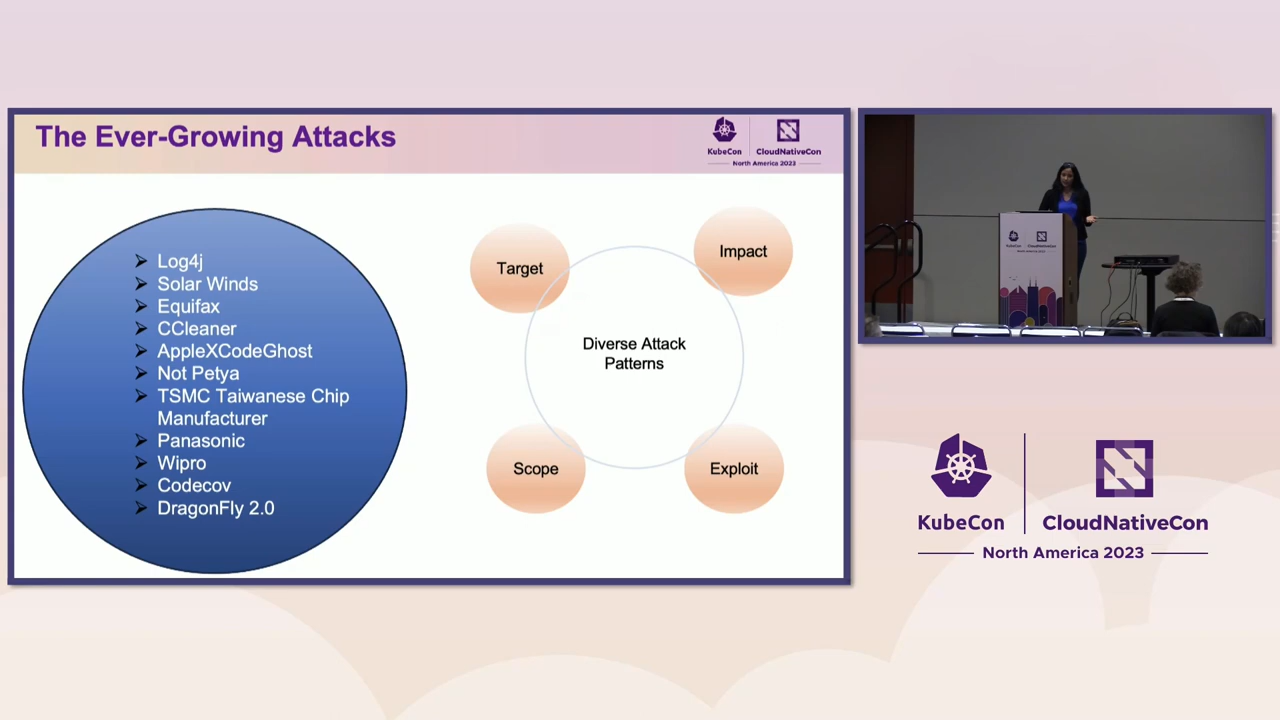 The Ever-Growing Attacks
KubeCon
CloudNativeCon
North America 2023
Log4j
Solar Winds
Equifax
CCleaner
AppleXCodeGhost
Not Petya
TSMC Taiwanese Chip
Manufacturer
Panasonic
Wipro
Codecov
DragonFly 2.0
Target
Impact
Diverse Attack
Patterns
Scope
Exploit
KubeCon
CloudNativeCon
North America 2023